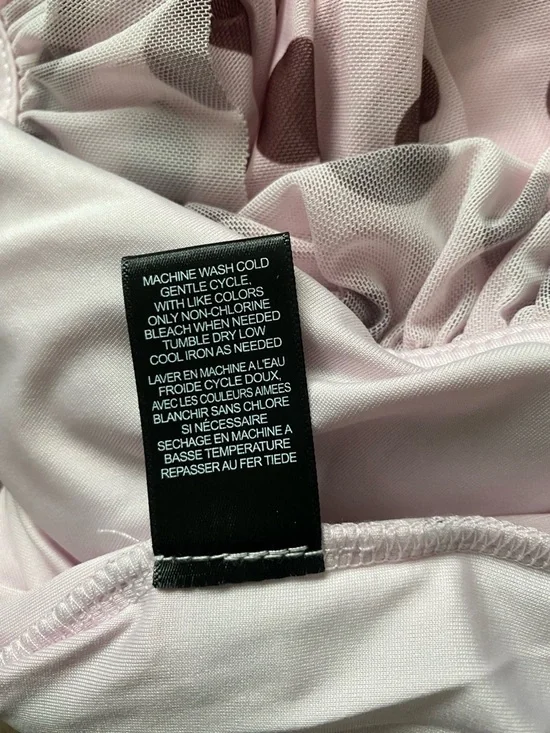 MACHINE WASH COLD
GENTLE CYCLE,
WITH LIKE COLORS
ONLY NON-CHLORINE
BLEACH WHEN NEEDED
TUMBLE DRY LOW
COOL IRON AS NEEDED
LAVER EN MACHINE A L'EAU
FROIDE CYCLE DOUX,
AVEC LES COULEURS AIMEES
BLANCHIR SANS CHLORE
SI NÉCESSAIRE
SECHAGE EN MACHINE A
BASSE TEMPERATURE
REPASSER AU FER TIEDE